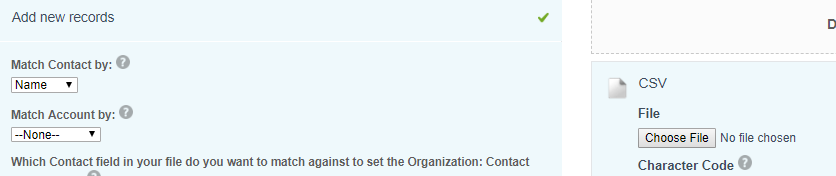 Add new records
Match Contact by: ?
Name
Match Account by: ?
--None--
Which Contact field in your file do you want to match against to set the Organization: Contact
?
D
CSV
File
Choose File No file chosen
Character Code ?